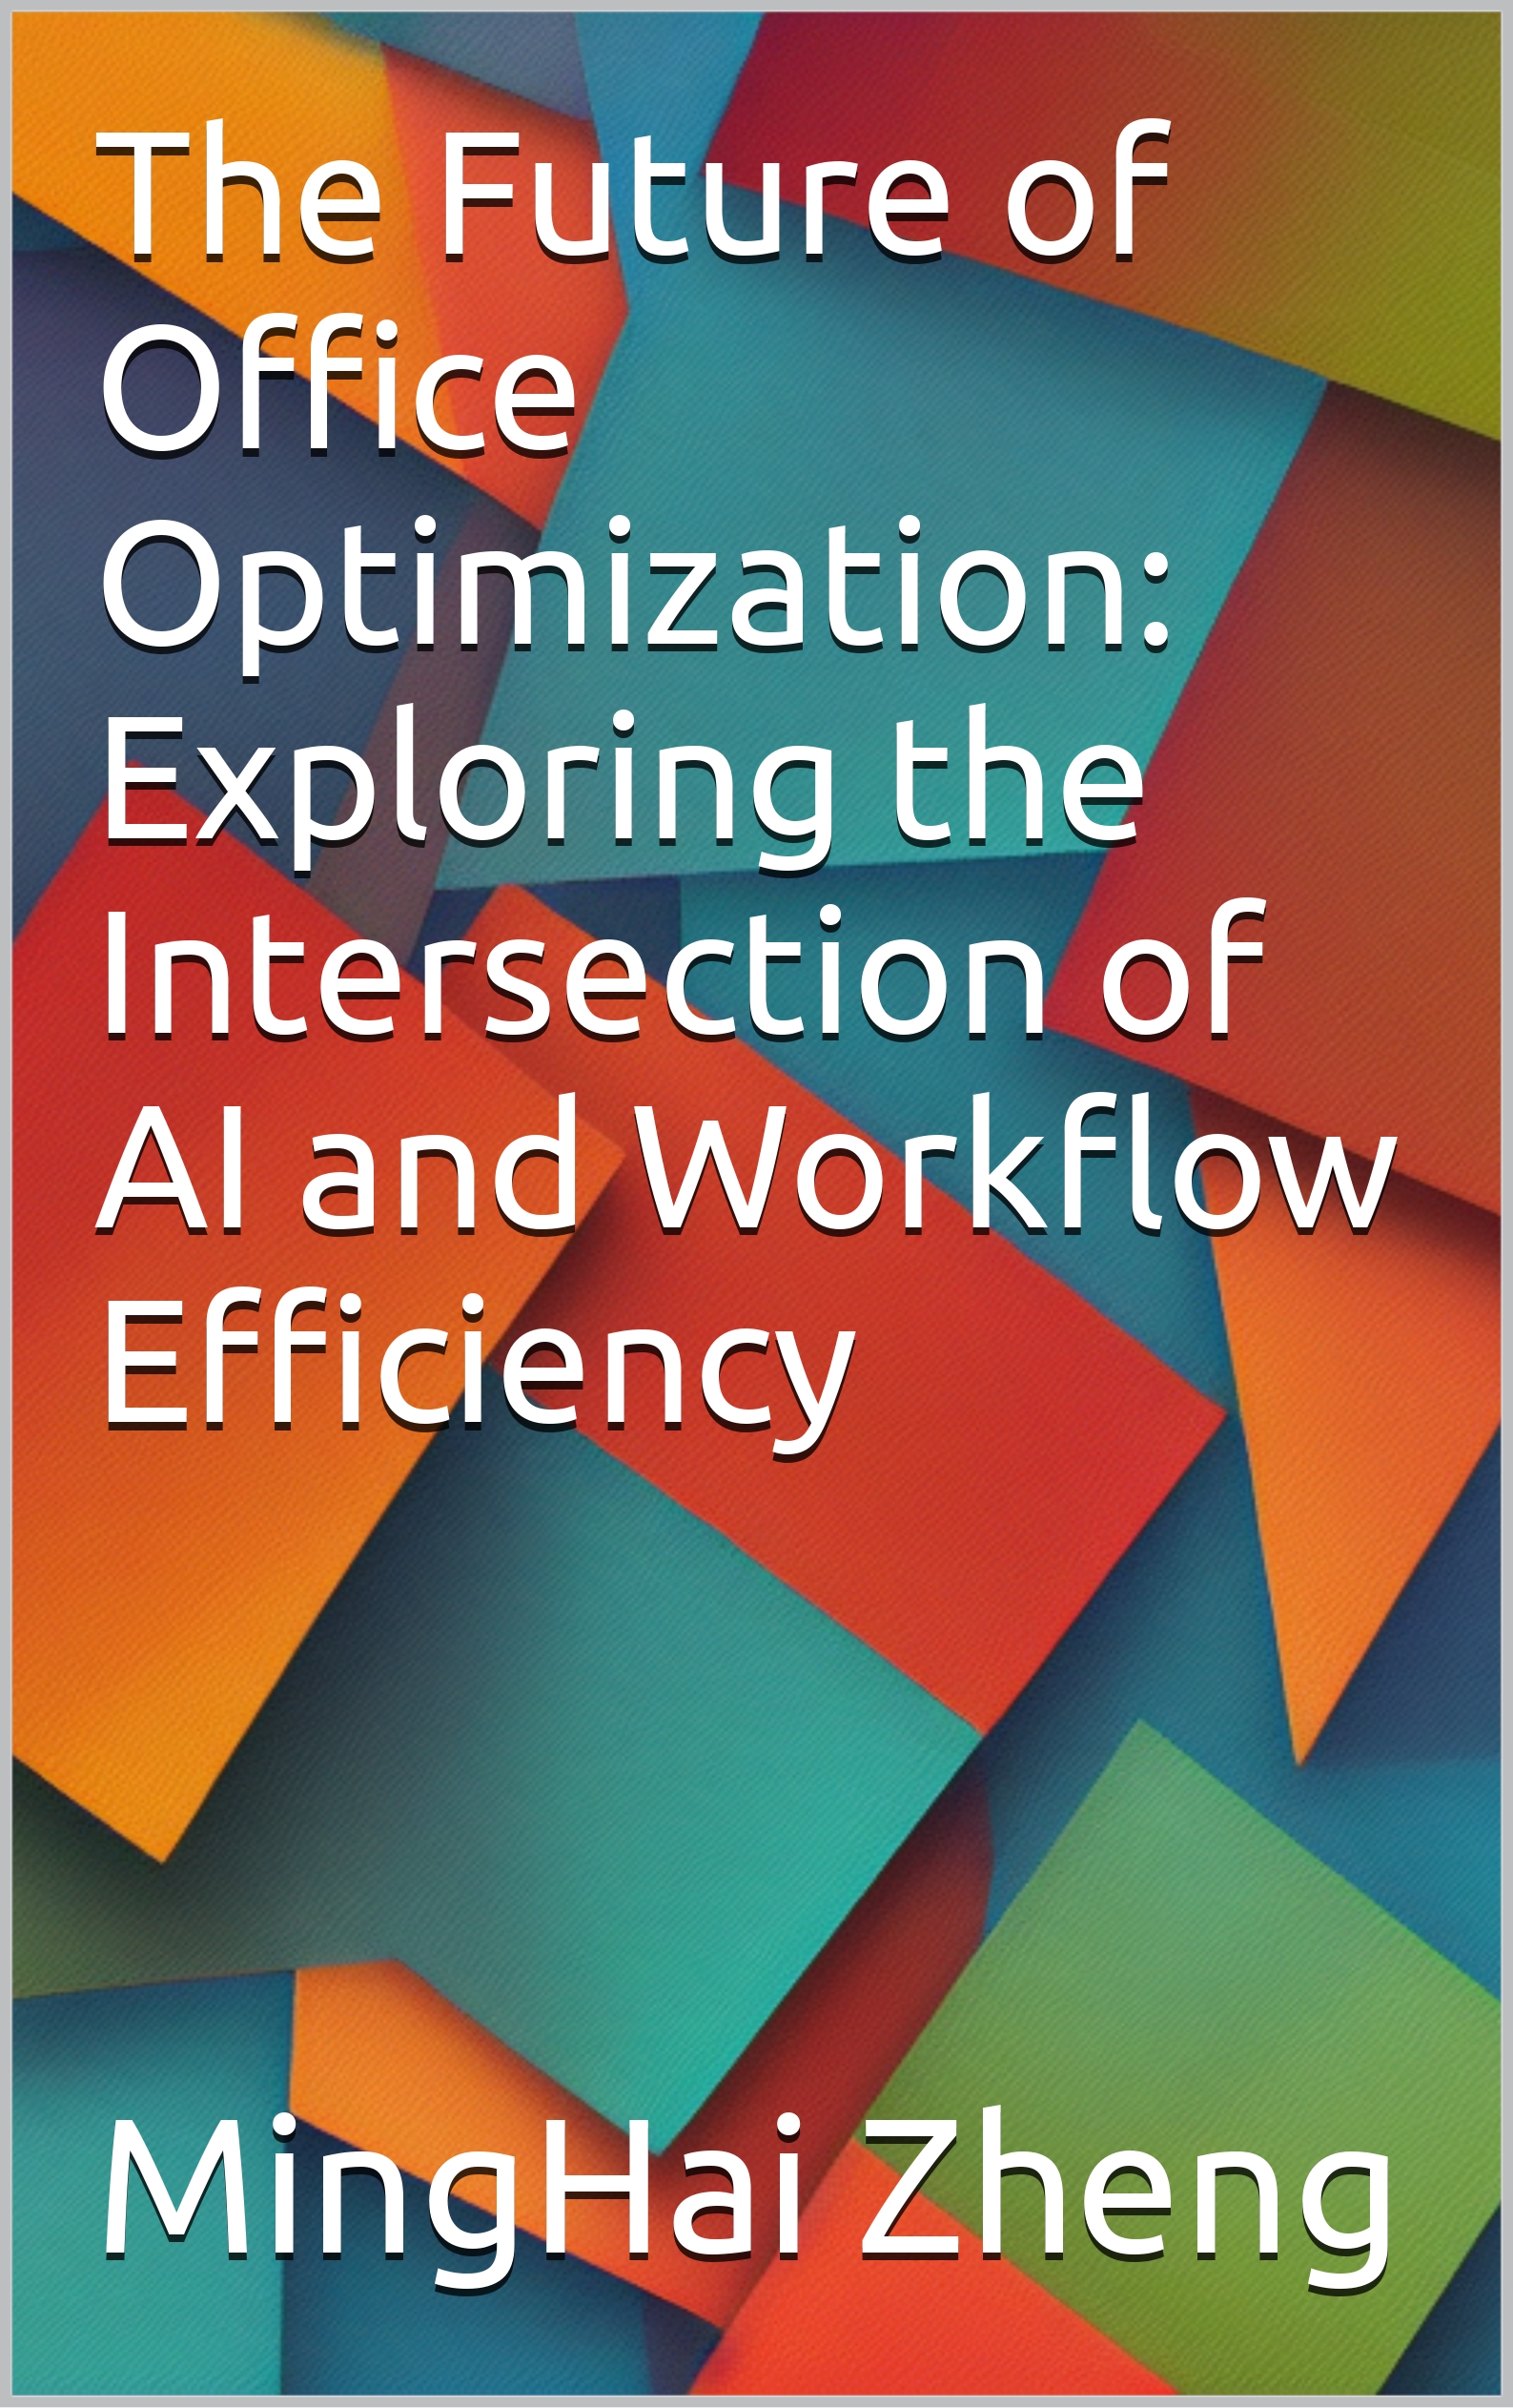 The Future of
Office
Optimization:
Exploring the
Intersection of
AI and Workflow
Efficiency
MingHai Zheng